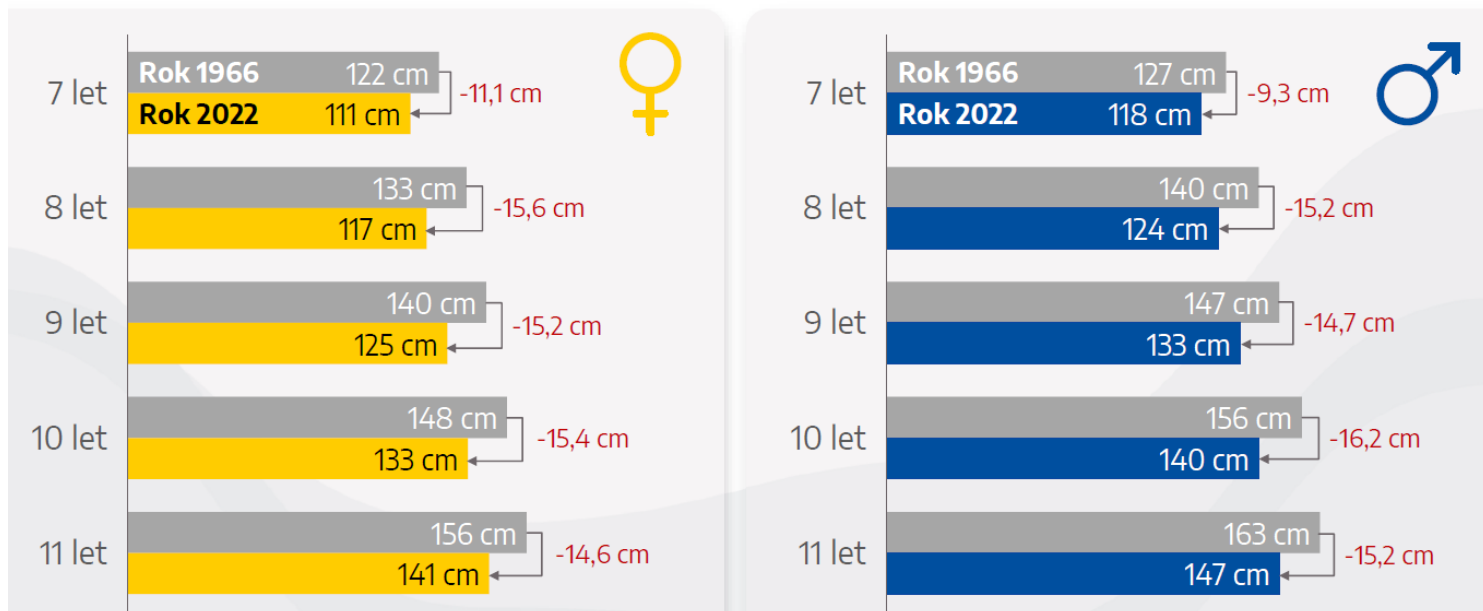 7 let
Rok 1966 122 cm
Rok 2022 111 cm
-11,1 cm
8 let
133 cm
117 cm
-15,6 cm
9 let
140 cm
125 cm
-15,2 cm
10 let
148 cm
133 cm
-15,4 cm
11 let
156 cm
141 cm
-14,6 cm
7 let
Rok 1966 127 cm
Rok 2022 118 cm
-9,3 cm
8 let
140 cm
124 cm
-15,2 cm
9 let
147 cm
133 cm
-14,7 cm
10 let
156 cm
140 cm
-16,2 cm
11 let
163 cm
147 cm
-15,2 cm